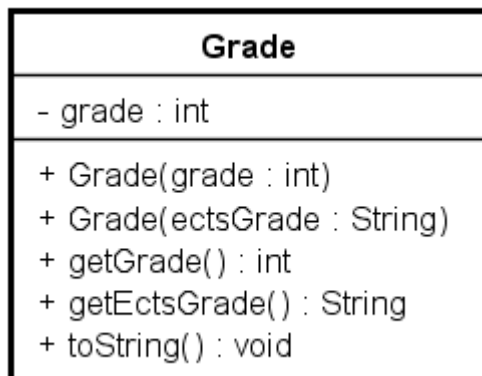 Grade
- grade : int
+ Grade(grade : int)
+ Grade(ectsGrade : String)
+ getGrade() : int
+ getEctsGrade() : String
+ toString() : void